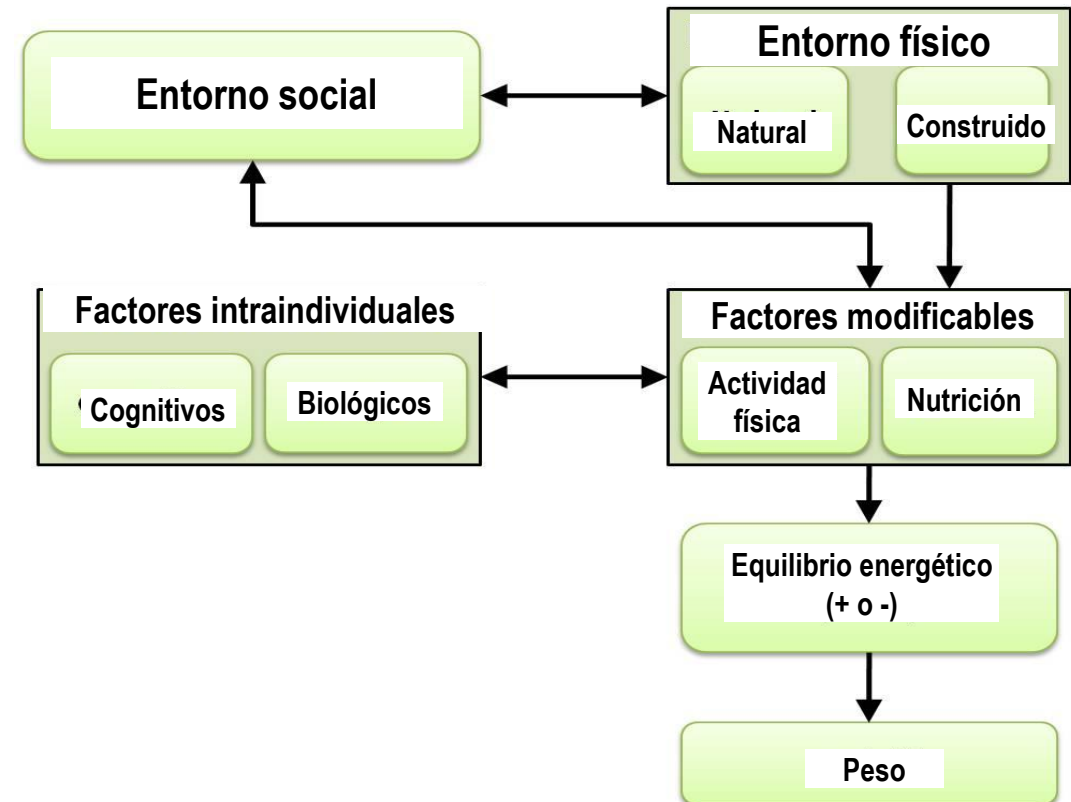 Entorno social
Entorno físico
Natural
Construido
Factores intraindividuales
Cognitivos
Biológicos
Factores modificables
Actividad
física
Nutrición
Equilibrio energético
(+ o -)
Peso